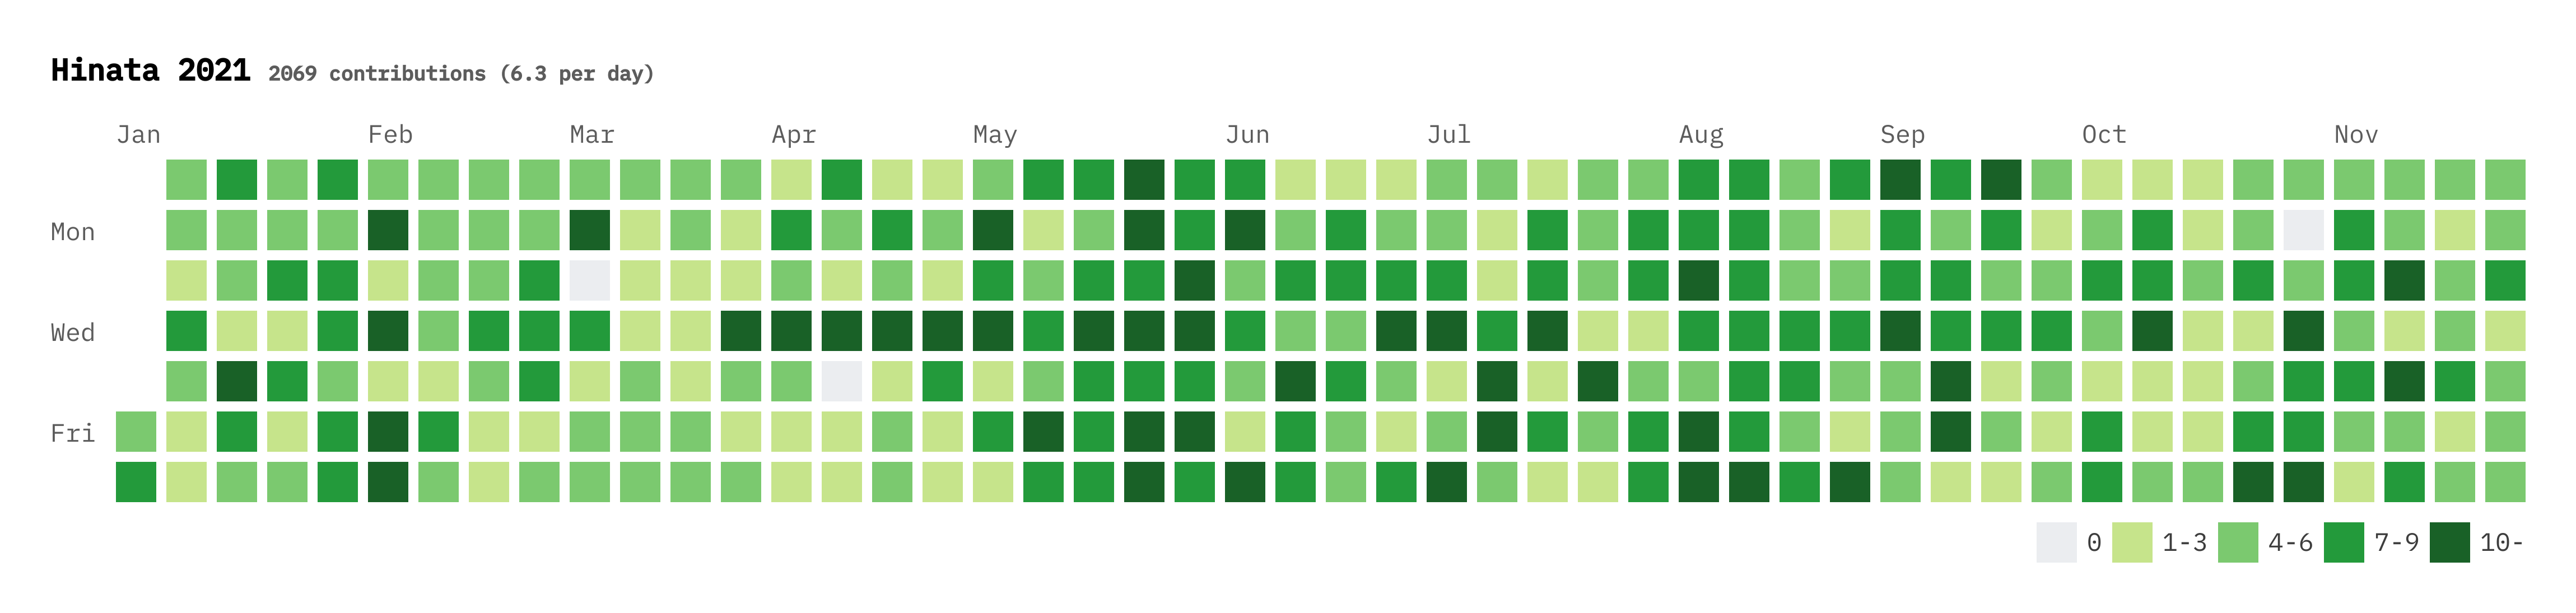 Hinata 2021 2069 contributions (6.3 per day)
Jan Feb Mar Apr May Jun Jul Aug Sep Oct Nov
Mon
Wed
Fri
0 1-3 4-6 7-9 10-